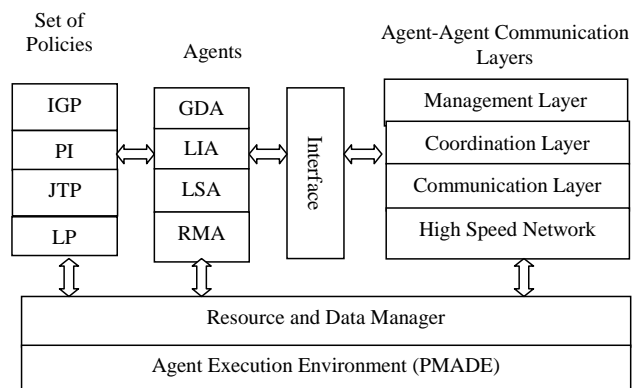 Set of
Policies
Agents
Agent-Agent Communication
Layers
IGP
PI
JTP
LP
GDA
LIA
LSA
RMA
Interface
Management Layer
Coordination Layer
Communication Layer
High Speed Network
Resource and Data Manager
Agent Execution Environment (PMADE)